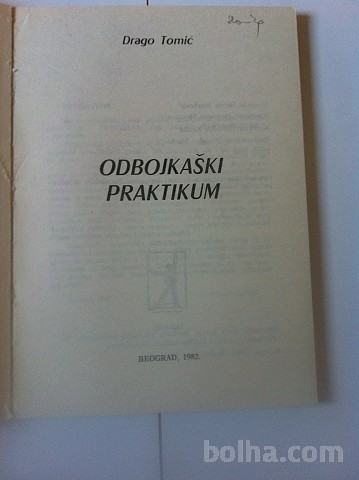 Drago Tomić
ODBOJKAŠKI
PRAKTIKUM
BEOGRAD, 1982.
bolha.com